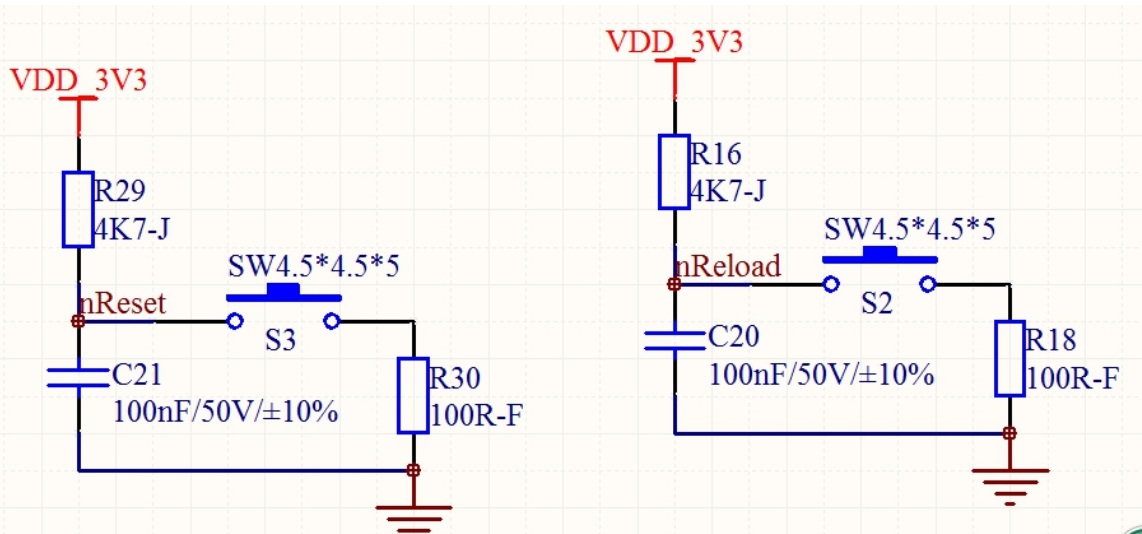 VDD_3V3
R29
4K7-J
nReset
SW4.5*4.5*5
S3
C21
100nF/50V/±10%
R30
100R-F
VDD_3V3
R16
4K7-J
nReload
SW4.5*4.5*5
S2
C20
100nF/50V/±10%
R18
100R-F